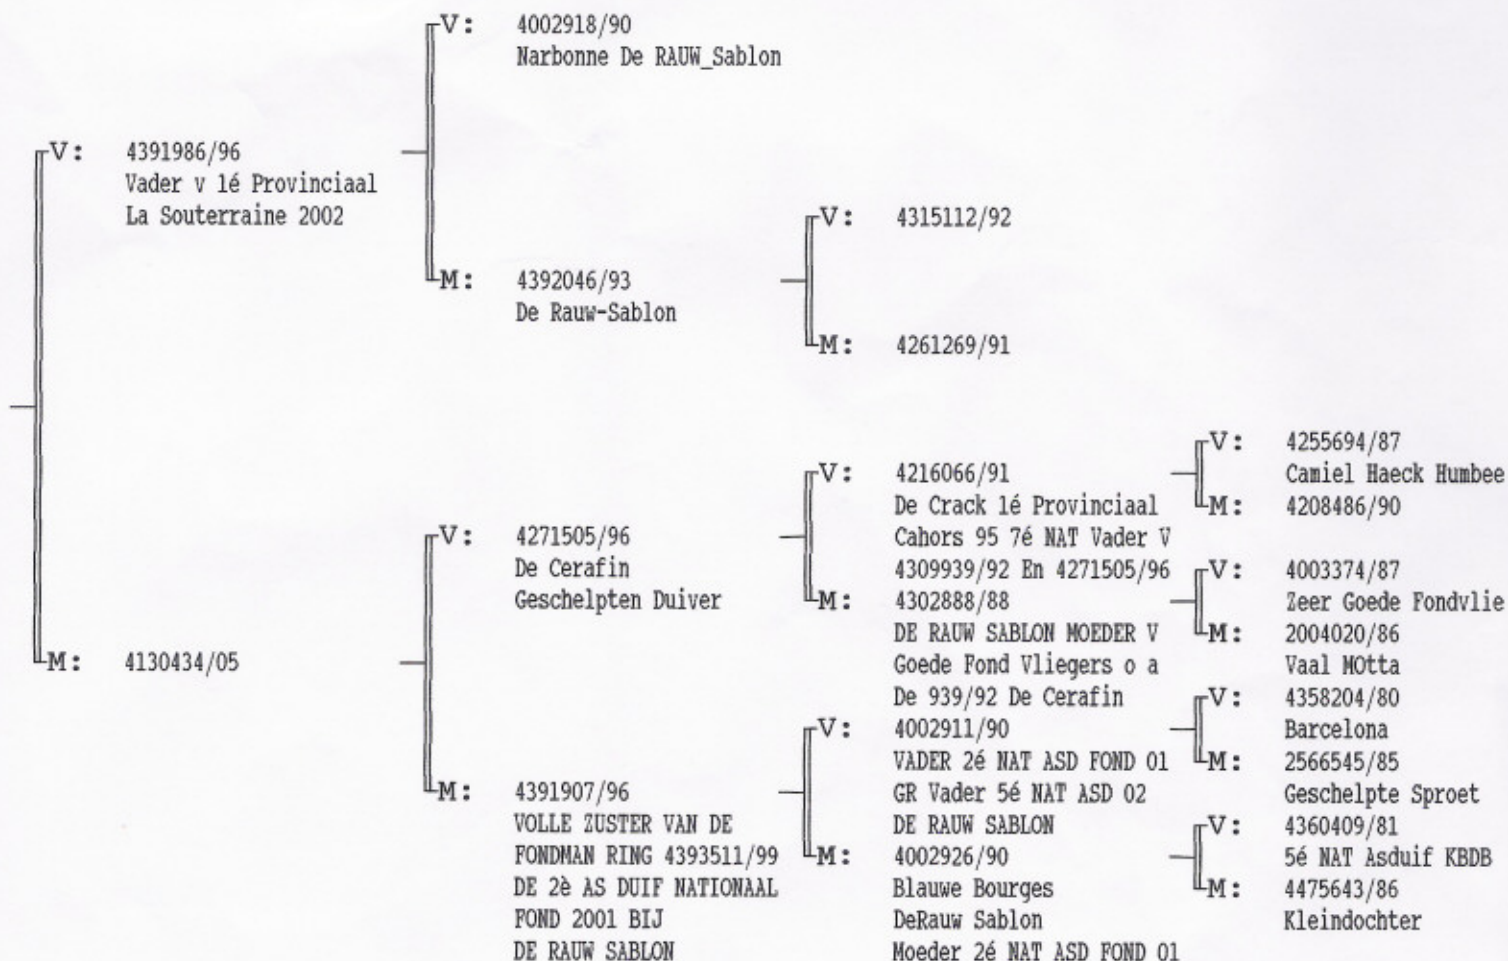 V: 4002918/90
Narbonne De RAUW_Sablon
V: 4391986/96
Vader v 1é Provinciaal
La Souterraine 2002
V: 4315112/92
M: 4392046/93
De Rauw-Sablon
M: 4261269/91
V: 4255694/87
Camiel Haeck Humbee
V: 4216066/91
De Crack 1é Provinciaal
Cahors 95 7é NAT Vader V
4309939/92 En 4271505/96
M: 4208486/90
V: 4271505/96
De Cerafin
Geschelpten Duiver
V: 4003374/87
Zeer Goede Fondvlie
M: 4302888/88
DE RAUW SABLON MOEDER V
Goede Fond Vliegers o a
De 939/92 De Cerafin
M: 2004020/86
Vaal MOtta
M: 4130434/05
V: 4358204/80
Barcelona
V: 4002911/90
VADER 2é NAT ASD FOND 01
GR Vader 5é NAT ASD 02
DE RAUW SABLON
M: 2566545/85
Geschelpte Sproet
M: 4391907/96
VOLLE ZUSTER VAN DE
FONDMAN RING 4393511/99
DE 2è AS DUIF NATIONAAL
FOND 2001 BIJ
DE RAUW SABLON
V: 4360409/81
5é NAT Asduif KBDB
M: 4002926/90
Blauwe Bourges
DeRauw Sablon
Moeder 2é NAT ASD FOND 01
M: 4475643/86
Kleindochter